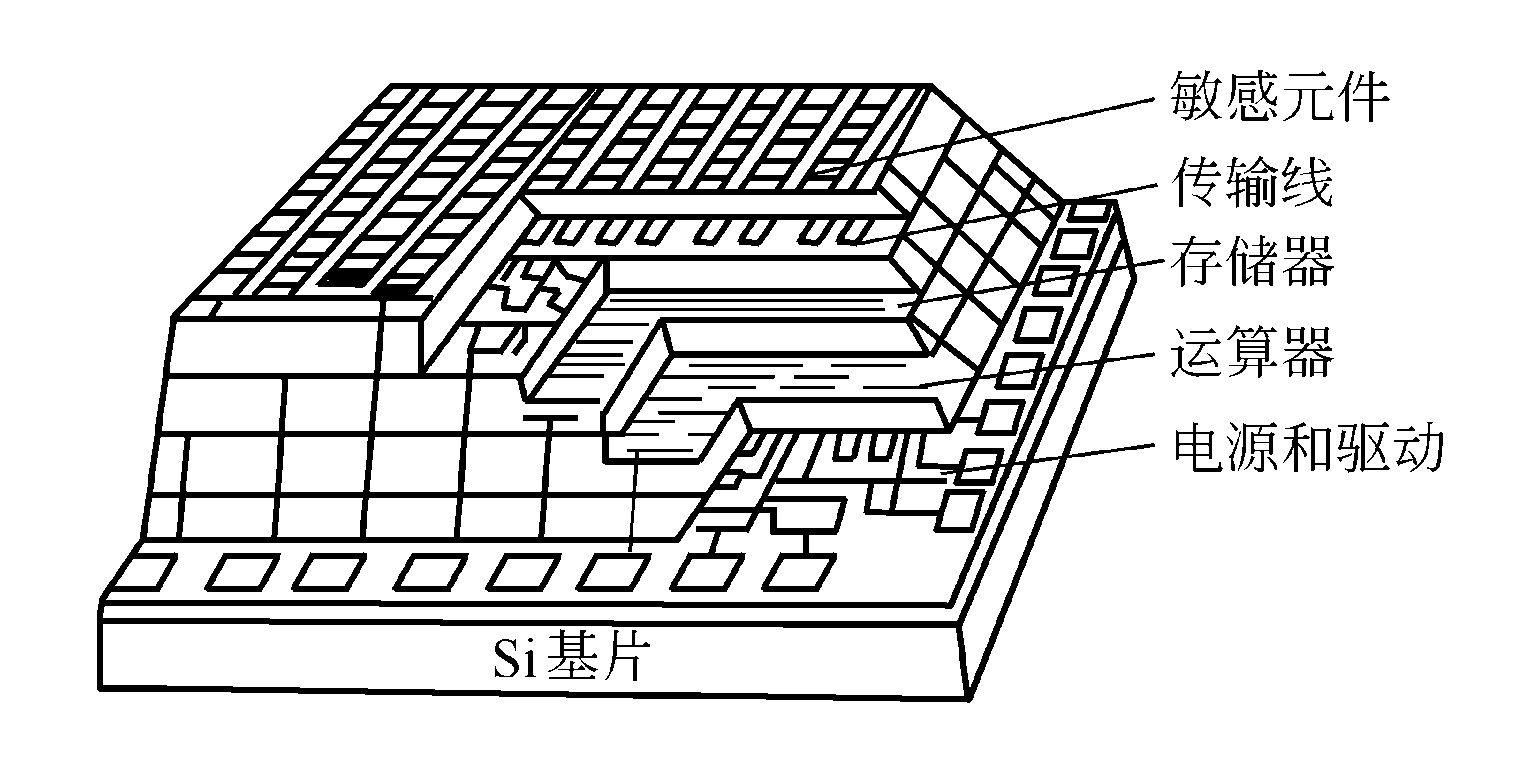 敏感元件
传输线
存储器
运算器
电源和驱动
Si基片